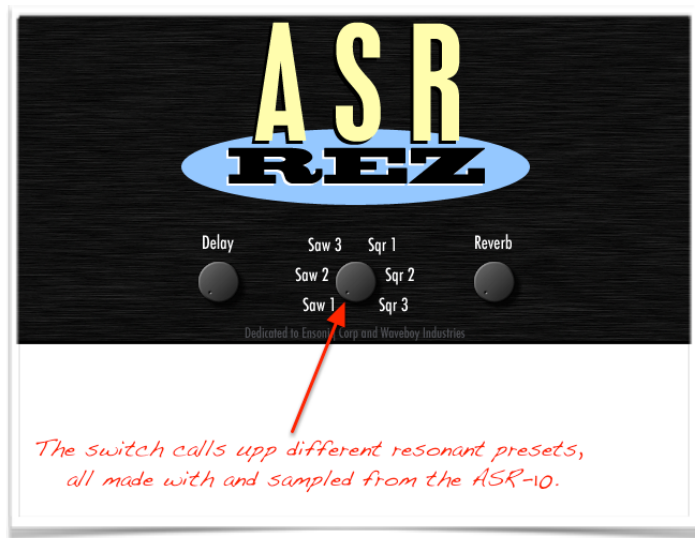 ASR
REZ
Delay Saw 3 Sqr 1 Reverb
Saw 2 Sqr 2
Saw 1 Sqr 3
Dedicated to Ensoniq Corp and Waveboy Industries
The switch calls upp different resonant presets,
all made with and sampled from the ASR-10.